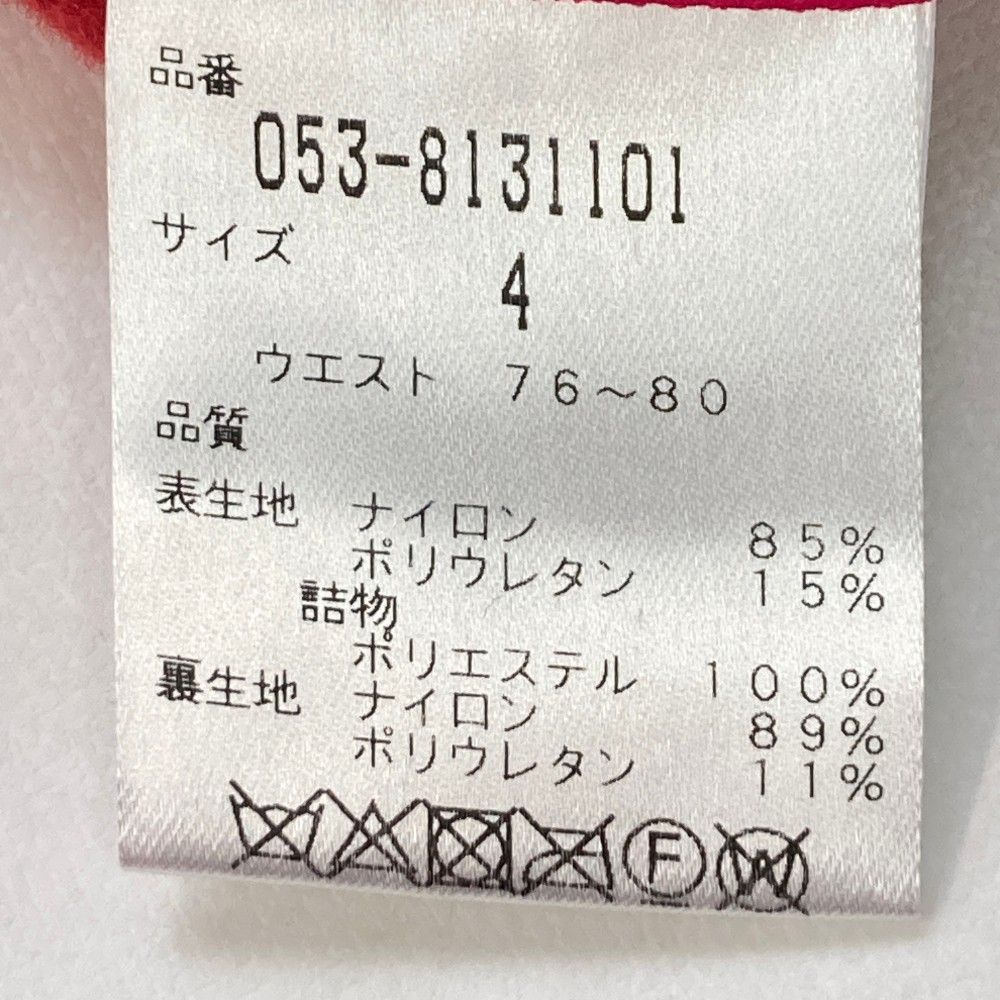 品番
053-8131101
サイズ
4
ウエスト 76～80
品質
表生地 ナイロン 85%
ポリウレタン 15%
詰物
ポリエステル 100%
裏生地 ナイロン 89%
ポリウレタン 11%
F W